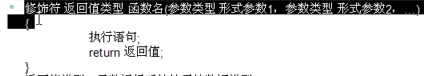 修饰符 返回值类型 函数名(参数类型 形式参数1，参数类型 形式参数2，…)
{
执行语句;
return 返回值;
}